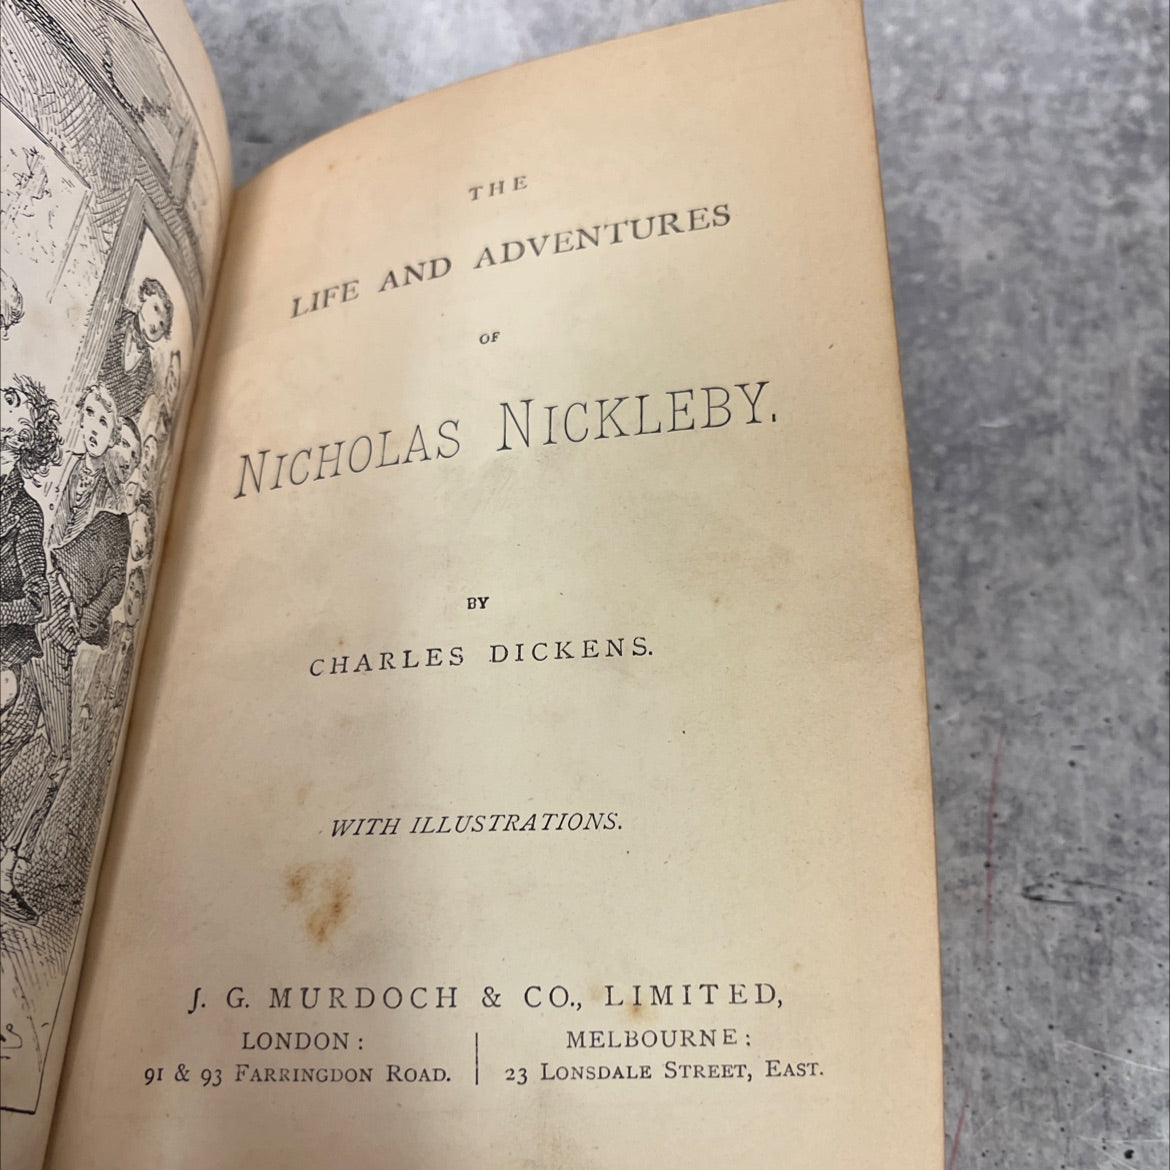 THE
LIFE AND ADVENTURES
OF
NICHOLAS NICKLEBY.
BY
CHARLES DICKENS.
WITH ILLUSTRATIONS.
J. G. MURDOCH & CO., LIMITED,
LONDON:
91 & 93 FARRINGDON ROAD.
MELBOURNE:
23 LONSDALE STREET, EAST.